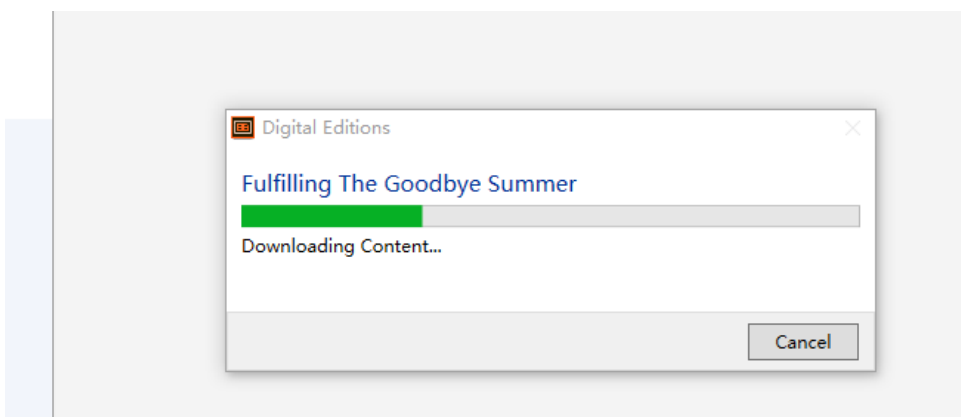 Digital Editions
Fulfilling The Goodbye Summer
Downloading Content...
Cancel